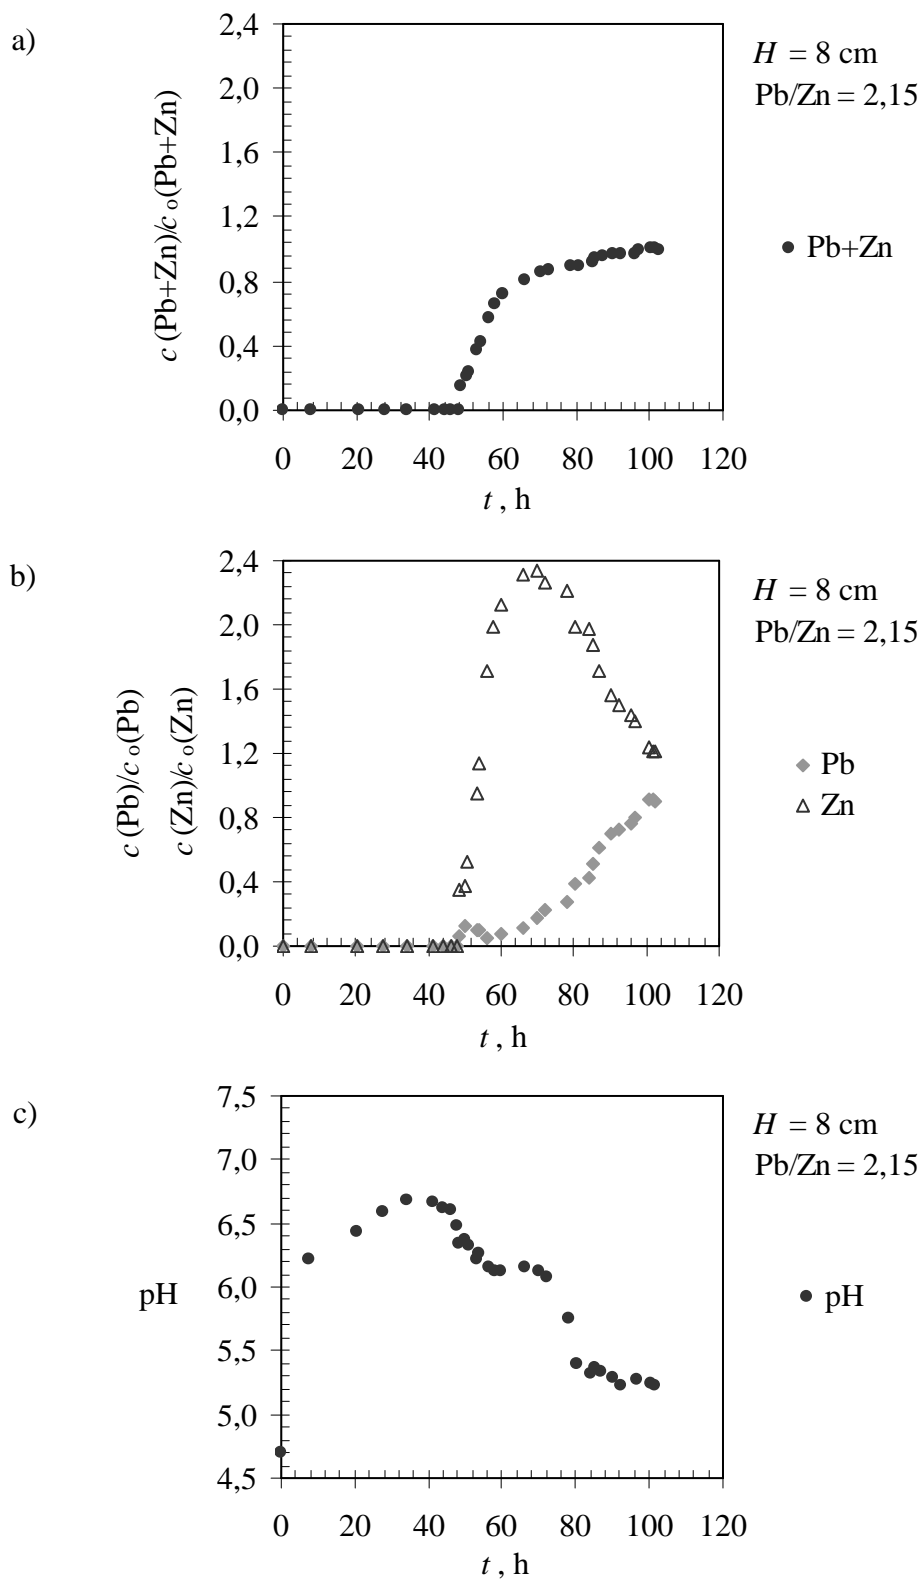 a)
c (Pb+Zn)/c o(Pb+Zn)
2,4
2,0
1,6
1,2
0,8
0,4
0,0
0 20 40 60 80 100 120
t , h
H = 8 cm
Pb/Zn = 2,15
Pb+Zn
b)
c (Pb)/c o(Pb)
c (Zn)/c o(Zn)
2,4
2,0
1,6
1,2
0,8
0,4
0,0
0 20 40 60 80 100 120
t , h
H = 8 cm
Pb/Zn = 2,15
Pb
Zn
c)
pH
7,5
7,0
6,5
6,0
5,5
5,0
4,5
0 20 40 60 80 100 120
t , h
H = 8 cm
Pb/Zn = 2,15
pH